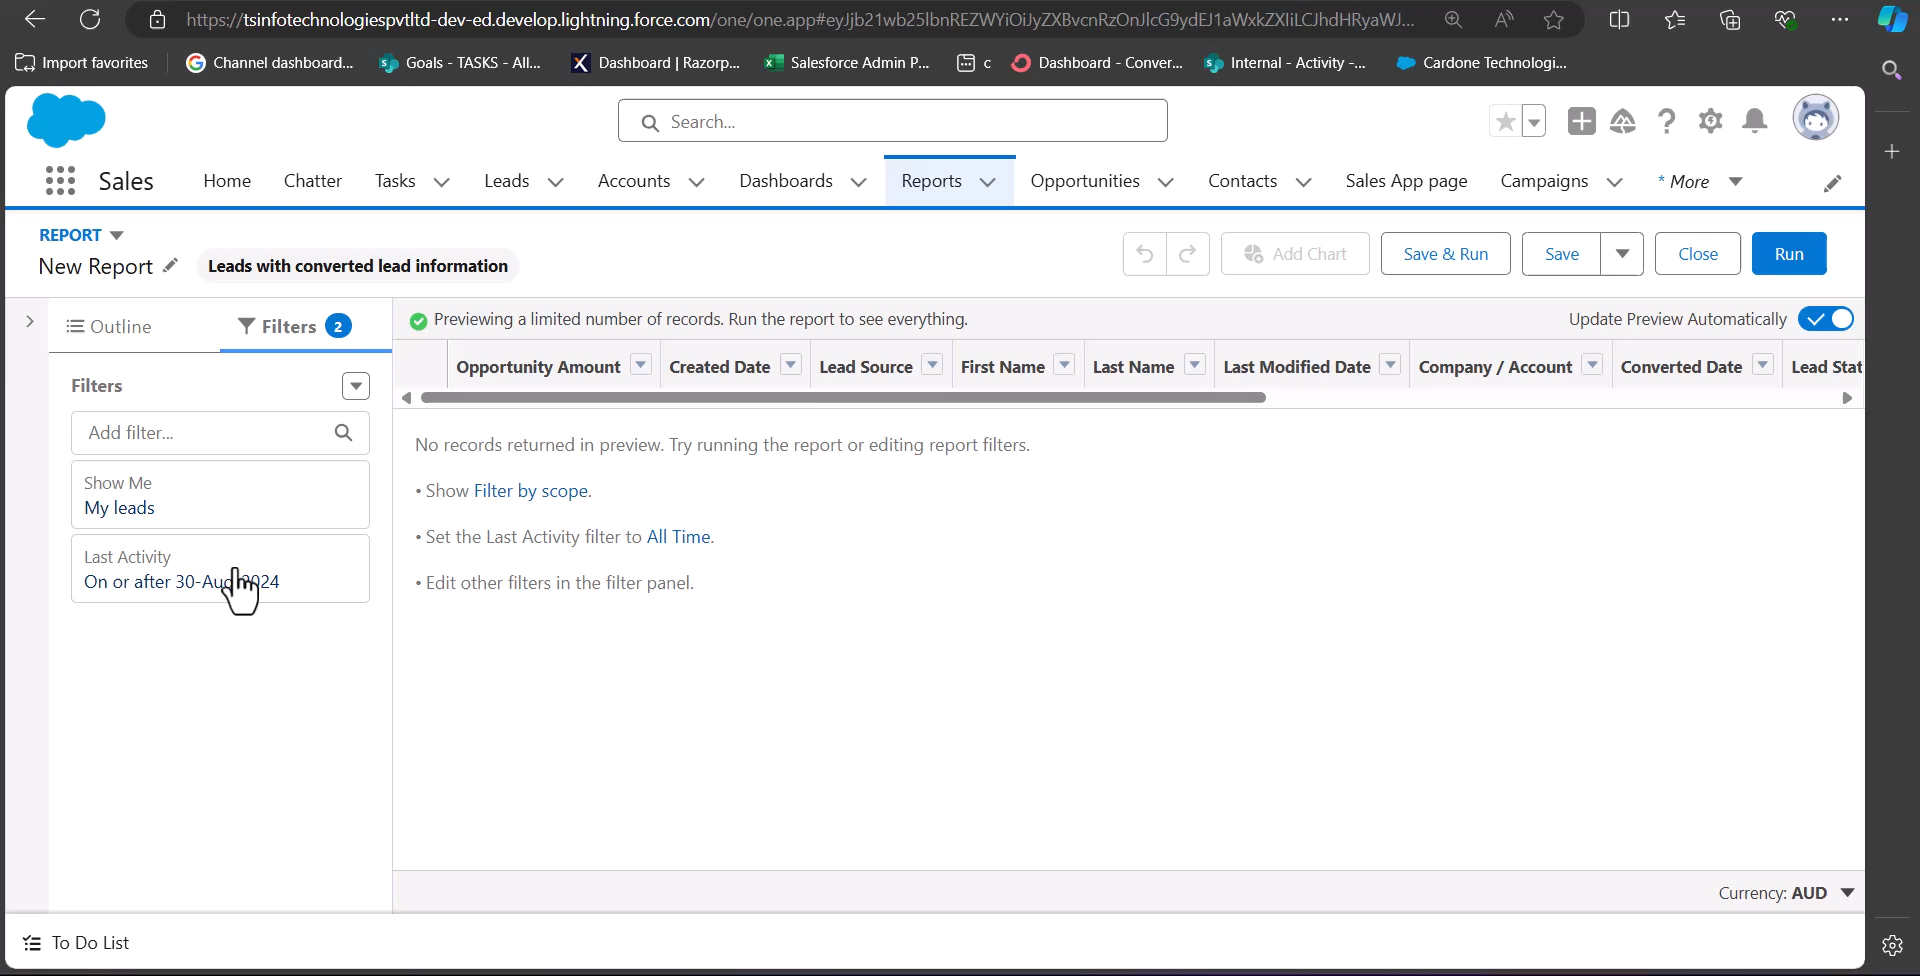 https://tsinfotechnologiespvtltd-dev-ed.develop.lightning.force.com/one/one.app#eyJjb21wb25lbnREZWYiOiJyZXBvcnRzOnJlcG9ydEJ1aWxkZXIiLCJhdHRyaWJ...
Import favorites
Channel dashboard...
Goals - TASKS - All...
Dashboard | Razorp...
Salesforce Admin P...
c
Dashboard - Conver...
Internal - Activity -...
Cardone Technologi...
Search...
Sales
Home
Chatter
Tasks
Leads
Accounts
Dashboards
Reports
Opportunities
Contacts
Sales App page
Campaigns
* More
REPORT
New Report
Leads with converted lead information
Add Chart
Save & Run
Save
Close
Run
Outline
Filters 2
Previewing a limited number of records. Run the report to see everything.
Update Preview Automatically
Filters
Add filter...
Show Me
My leads
Last Activity
On or after 30-Aug-2024
Opportunity Amount
Created Date
Lead Source
First Name
Last Name
Last Modified Date
Company / Account
Converted Date
Lead Stat
No records returned in preview. Try running the report or editing report filters.
• Show Filter by scope.
• Set the Last Activity filter to All Time.
• Edit other filters in the filter panel.
Currency: AUD
To Do List